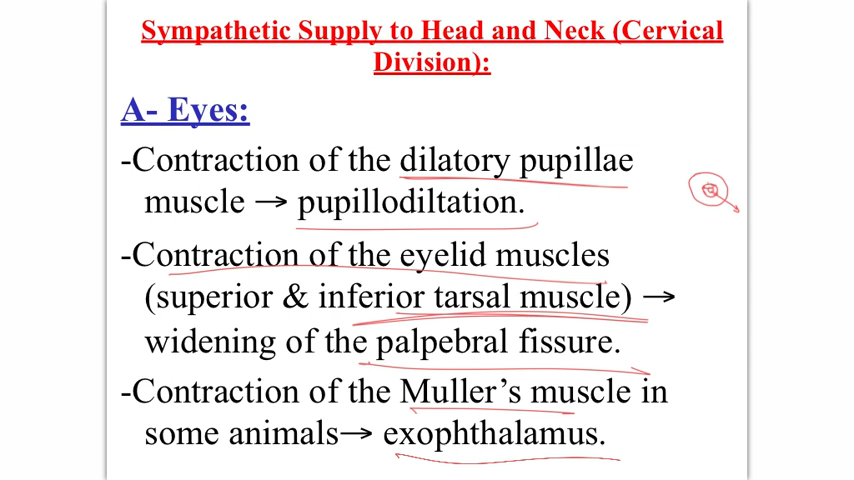 Sympathetic Supply to Head and Neck (Cervical
Division):
A- Eyes:
-Contraction of the dilatory pupillae
muscle → pupillodiltation.
-Contraction of the eyelid muscles
(superior & inferior tarsal muscle) →
widening of the palpebral fissure.
-Contraction of the Muller’s muscle in
some animals→ exophthalamus.